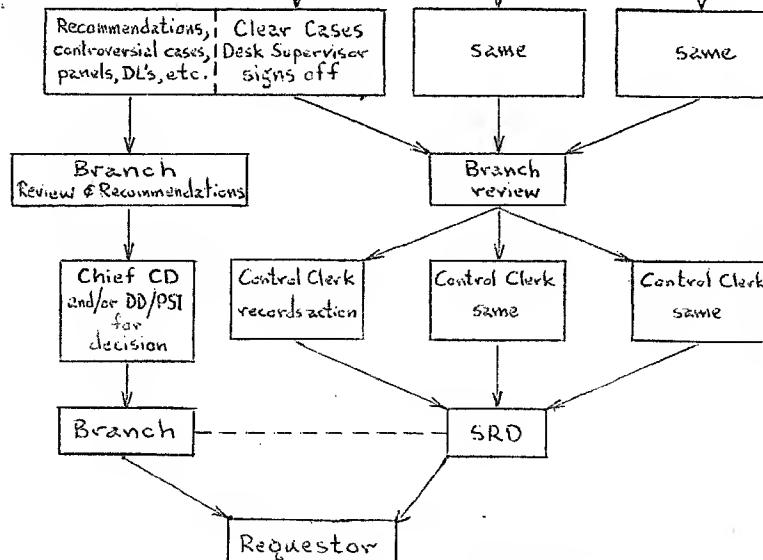 Recommendations,
controversial cases,
panels, DL's, etc.
Clear Cases
Desk Supervisor
signs off
same
same
Branch
Review & Recommendations
Branch
review
Chief CD
and/or DD/PSI
for
decision
Control Clerk
records action
Control Clerk
same
Control Clerk
same
Branch
SRD
Requestor